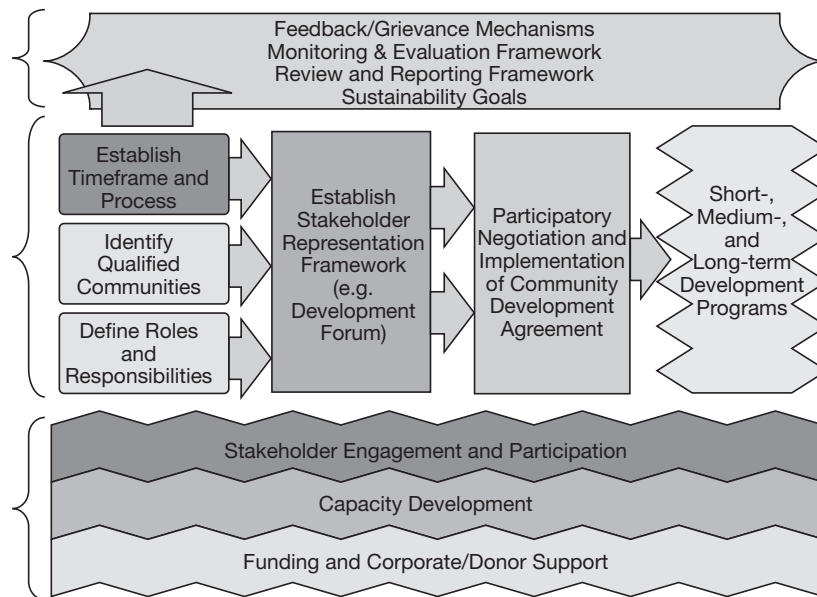 Feedback/Grievance Mechanisms
Monitoring & Evaluation Framework
Review and Reporting Framework
Sustainability Goals
Establish
Timeframe and
Process
Identify
Qualified
Communities
Define Roles
and
Responsibilities
Establish
Stakeholder
Representation
Framework
(e.g.
Development
Forum)
Participatory
Negotiation and
Implementation
of Community
Development
Agreement
Short-,
Medium-,
and
Long-term
Development
Programs
Stakeholder Engagement and Participation
Capacity Development
Funding and Corporate/Donor Support